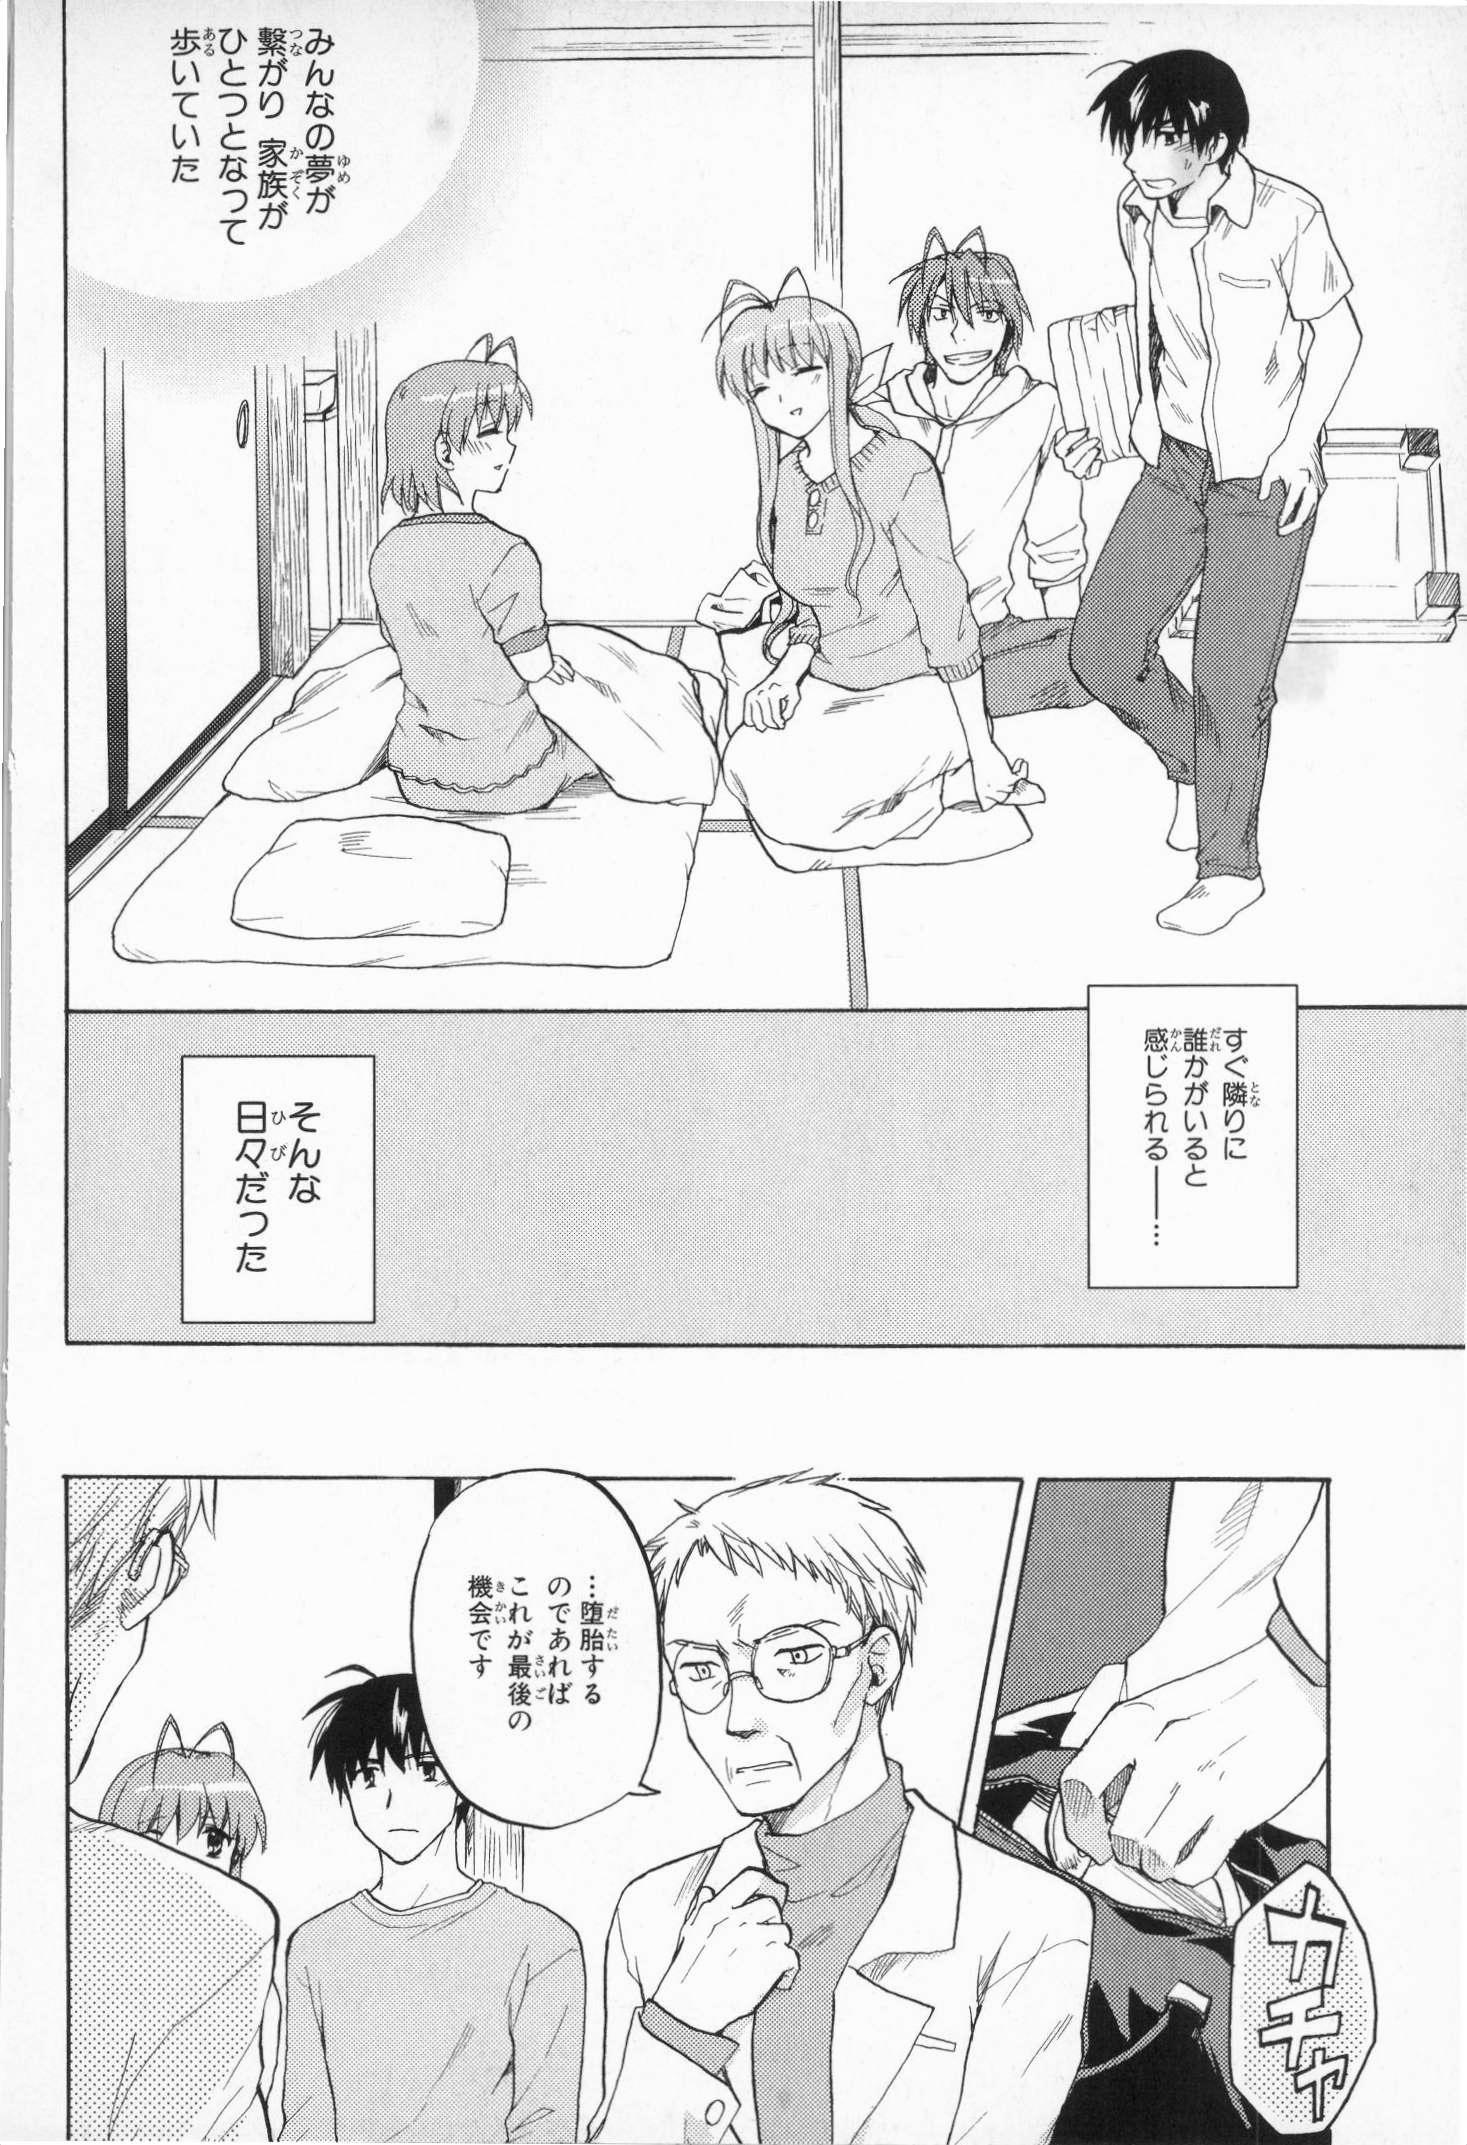 みんなの夢が
繋がり 家族が
ひとつとなって
歩いていた
すぐ隣りに
誰かがいると
感じられる――…
そんな
日々だった
カチャ
…堕胎する
のであれば
これが最後の
機会です